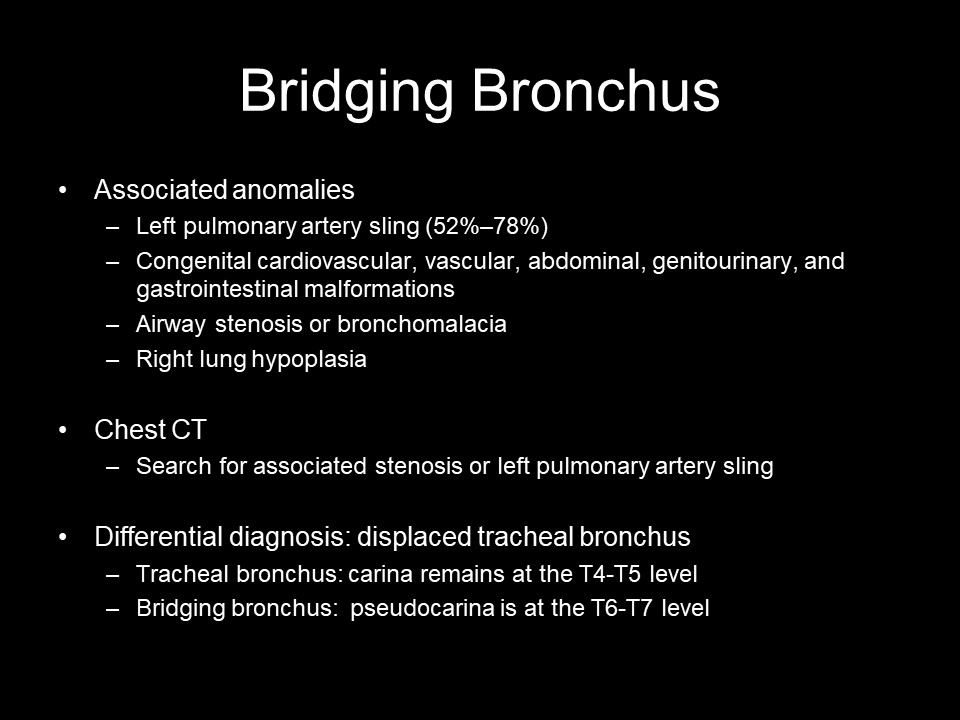 Bridging Bronchus
• Associated anomalies
– Left pulmonary artery sling (52%–78%)
– Congenital cardiovascular, vascular, abdominal, genitourinary, and
gastrointestinal malformations
– Airway stenosis or bronchomalacia
– Right lung hypoplasia
• Chest CT
– Search for associated stenosis or left pulmonary artery sling
• Differential diagnosis: displaced tracheal bronchus
– Tracheal bronchus: carina remains at the T4-T5 level
– Bridging bronchus: pseudocarina is at the T6-T7 level